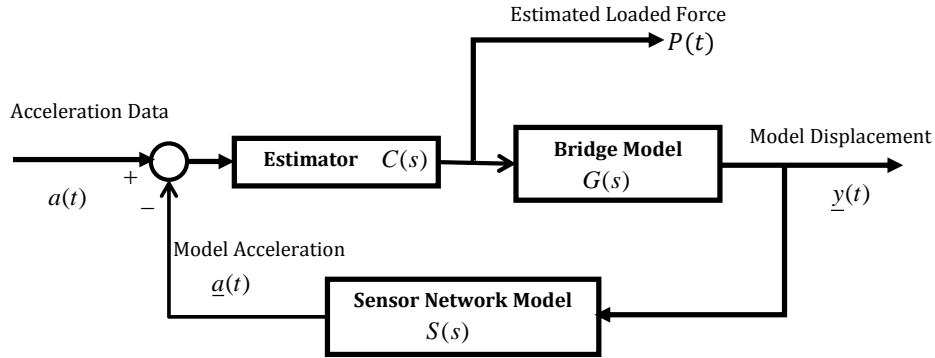 Estimated Loaded Force
P(t)
Acceleration Data
Estimator C(s)
Bridge Model
G(s)
Model Displacement
+
a(t)
−
y(t)
Model Acceleration
a(t)
Sensor Network Model
S(s)